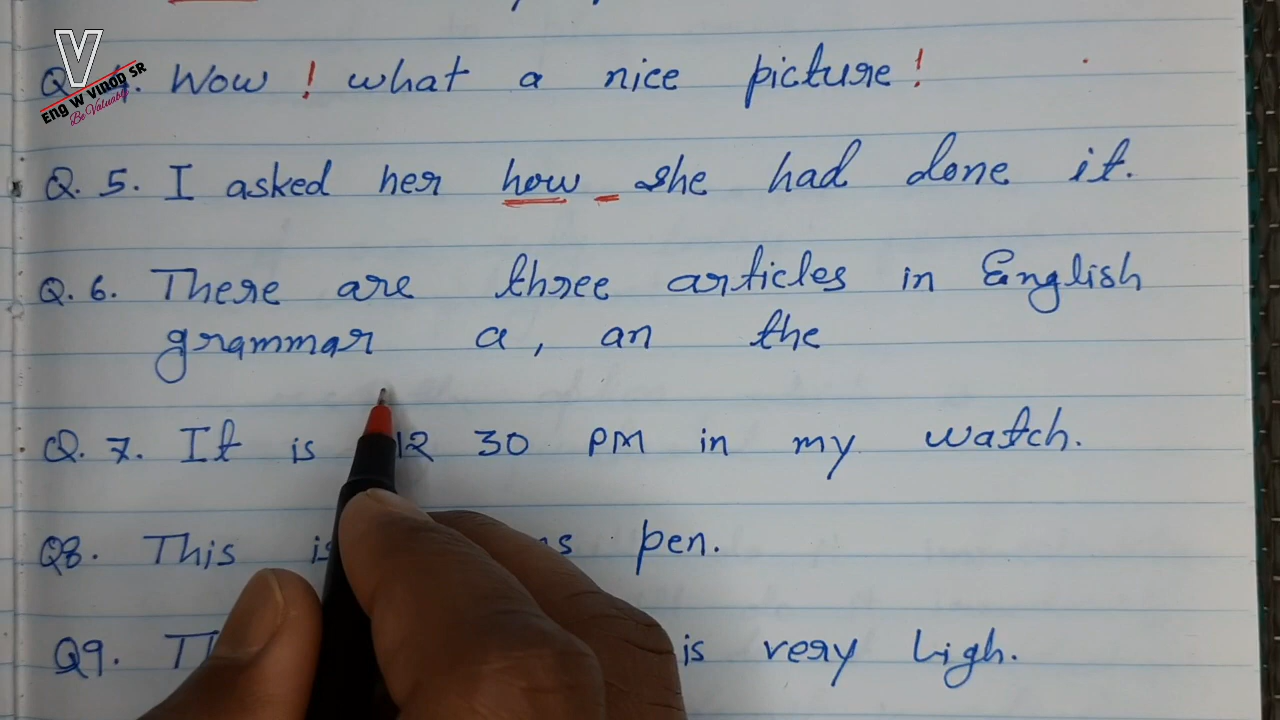 V
Eng W Vinod SR
Be Valuable
Q. 4. Wow ! what a nice picture !
Q. 5. I asked her how she had done it.
Q. 6. There are three articles in English
grammar a, an the
Q. 7. It is 12 30 PM in my watch.
Q8. This is pen.
Q9. is very high.